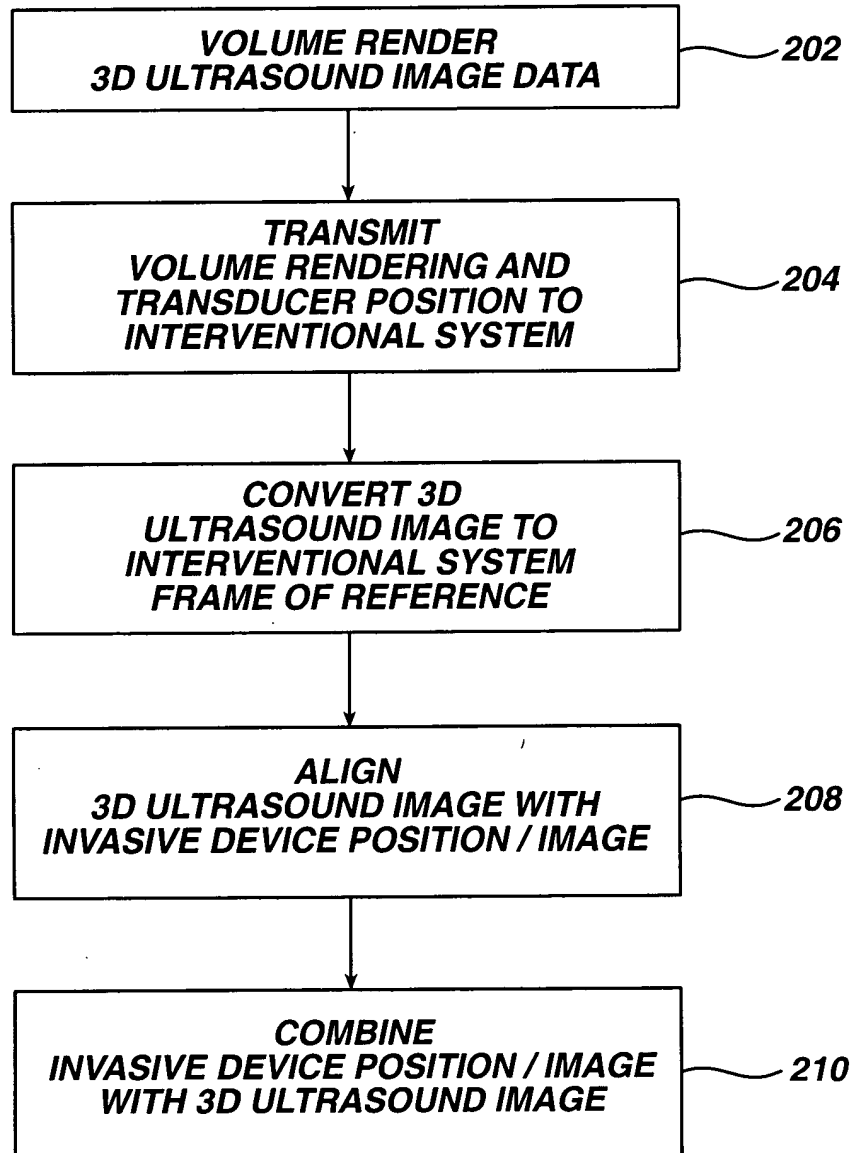 VOLUME RENDER
3D ULTRASOUND IMAGE DATA
202
TRANSMIT
VOLUME RENDERING AND
TRANSDUCER POSITION TO
INTERVENTIONAL SYSTEM
204
CONVERT 3D
ULTRASOUND IMAGE TO
INTERVENTIONAL SYSTEM
FRAME OF REFERENCE
206
ALIGN
3D ULTRASOUND IMAGE WITH
INVASIVE DEVICE POSITION / IMAGE
208
COMBINE
INVASIVE DEVICE POSITION / IMAGE
WITH 3D ULTRASOUND IMAGE
210